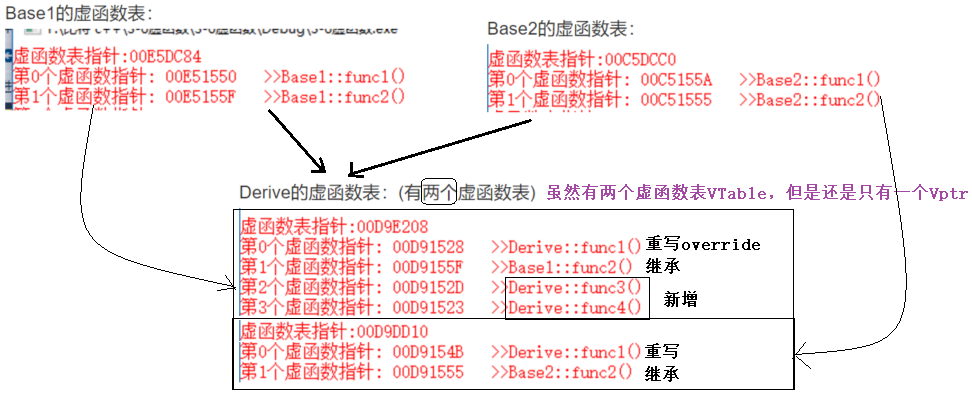 Base1的虚函数表：
虚函数表指针:00E5DC84
第0个虚函数指针: 00E51550 >>Base1::func1()
第1个虚函数指针: 00E5155F >>Base1::func2()
Base2的虚函数表：
虚函数表指针:00C5DCC0
第0个虚函数指针: 00C5155A >>Base2::func1()
第1个虚函数指针: 00C51555 >>Base2::func2()
Derive的虚函数表：(有两个虚函数表) 虽然有两个虚函数表VTable，但是还是只有一个Vptr
虚函数表指针:00D9E208
第0个虚函数指针: 00D91528 >>Derive::func1() 重写override
第1个虚函数指针: 00D9155F >>Base1::func2() 继承
第2个虚函数指针: 00D9152D >>Derive::func3()
新增
第3个虚函数指针: 00D91523 >>Derive::func4()
虚函数表指针:00D9DD10
第0个虚函数指针: 00D9154B >>Derive::func1() 重写
第1个虚函数指针: 00D91555 >>Base2::func2() 继承